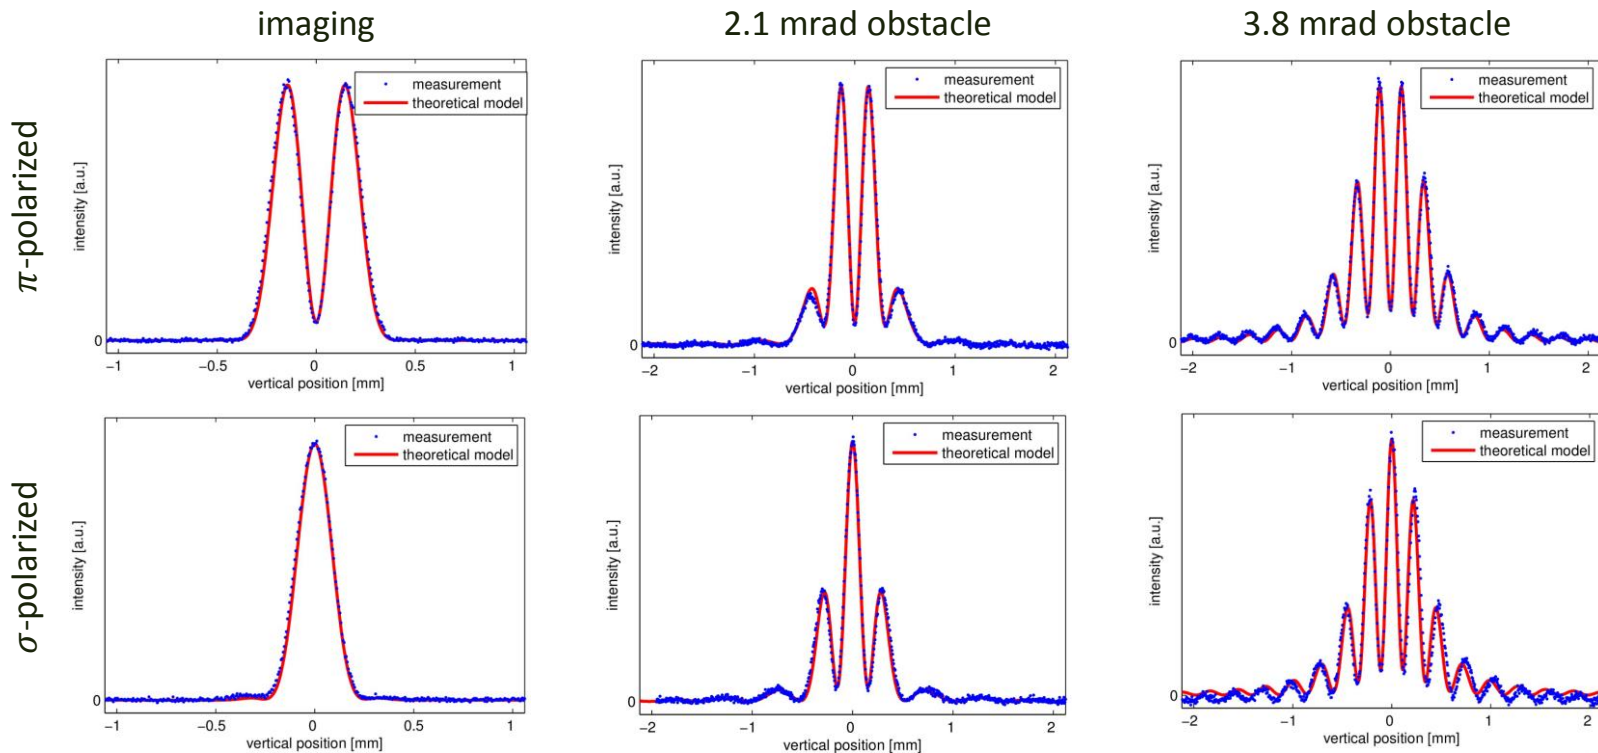 imaging
2.1 mrad obstacle
3.8 mrad obstacle
π-polarized
intensity [a.u.]
measurement
theoretical model
0
−1
−0.5
0
0.5
1
vertical position [mm]
intensity [a.u.]
measurement
theoretical model
0
−2
−1
0
1
2
vertical position [mm]
intensity [a.u.]
measurement
theoretical model
0
−2
−1
0
1
2
vertical position [mm]
σ-polarized
intensity [a.u.]
measurement
theoretical model
0
−1
−0.5
0
0.5
1
vertical position [mm]
intensity [a.u.]
measurement
theoretical model
0
−2
−1
0
1
2
vertical position [mm]
intensity [a.u.]
measurement
theoretical model
0
−2
−1
0
1
2
vertical position [mm]